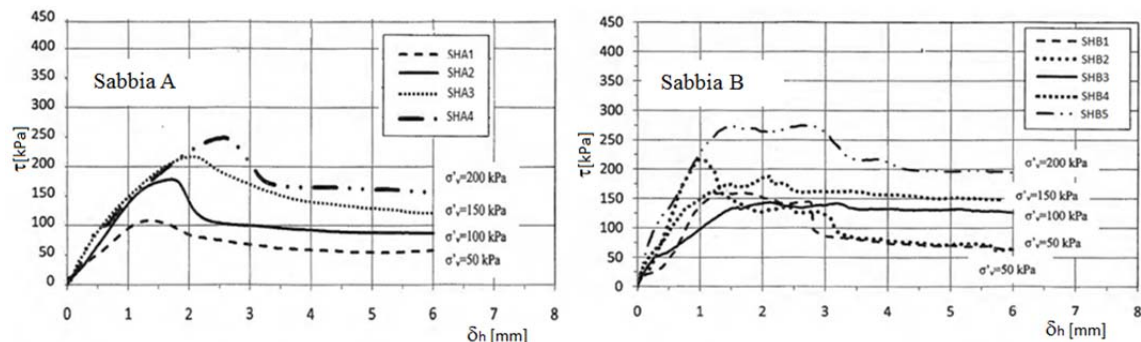 450
400
350
300
250
200
150
100
50
0
τ[kPa]
Sabbia A
SHA1
SHA2
SHA3
SHA4
σ'v=200 kPa
σ'v=150 kPa
σ'v=100 kPa
σ'v=50 kPa
0 1 2 3 4 5 6 7 8
δh [mm]
450
400
350
300
250
200
150
100
50
0
τ[kPa]
Sabbia B
SHB1
SHB2
SHB3
SHB4
SHB5
σ'v=200 kPa
σ'v=150 kPa
σ'v=100 kPa
σ'v=50 kPa
σ'v=50 kPa
0 1 2 3 4 5 6 7 8
δh [mm]